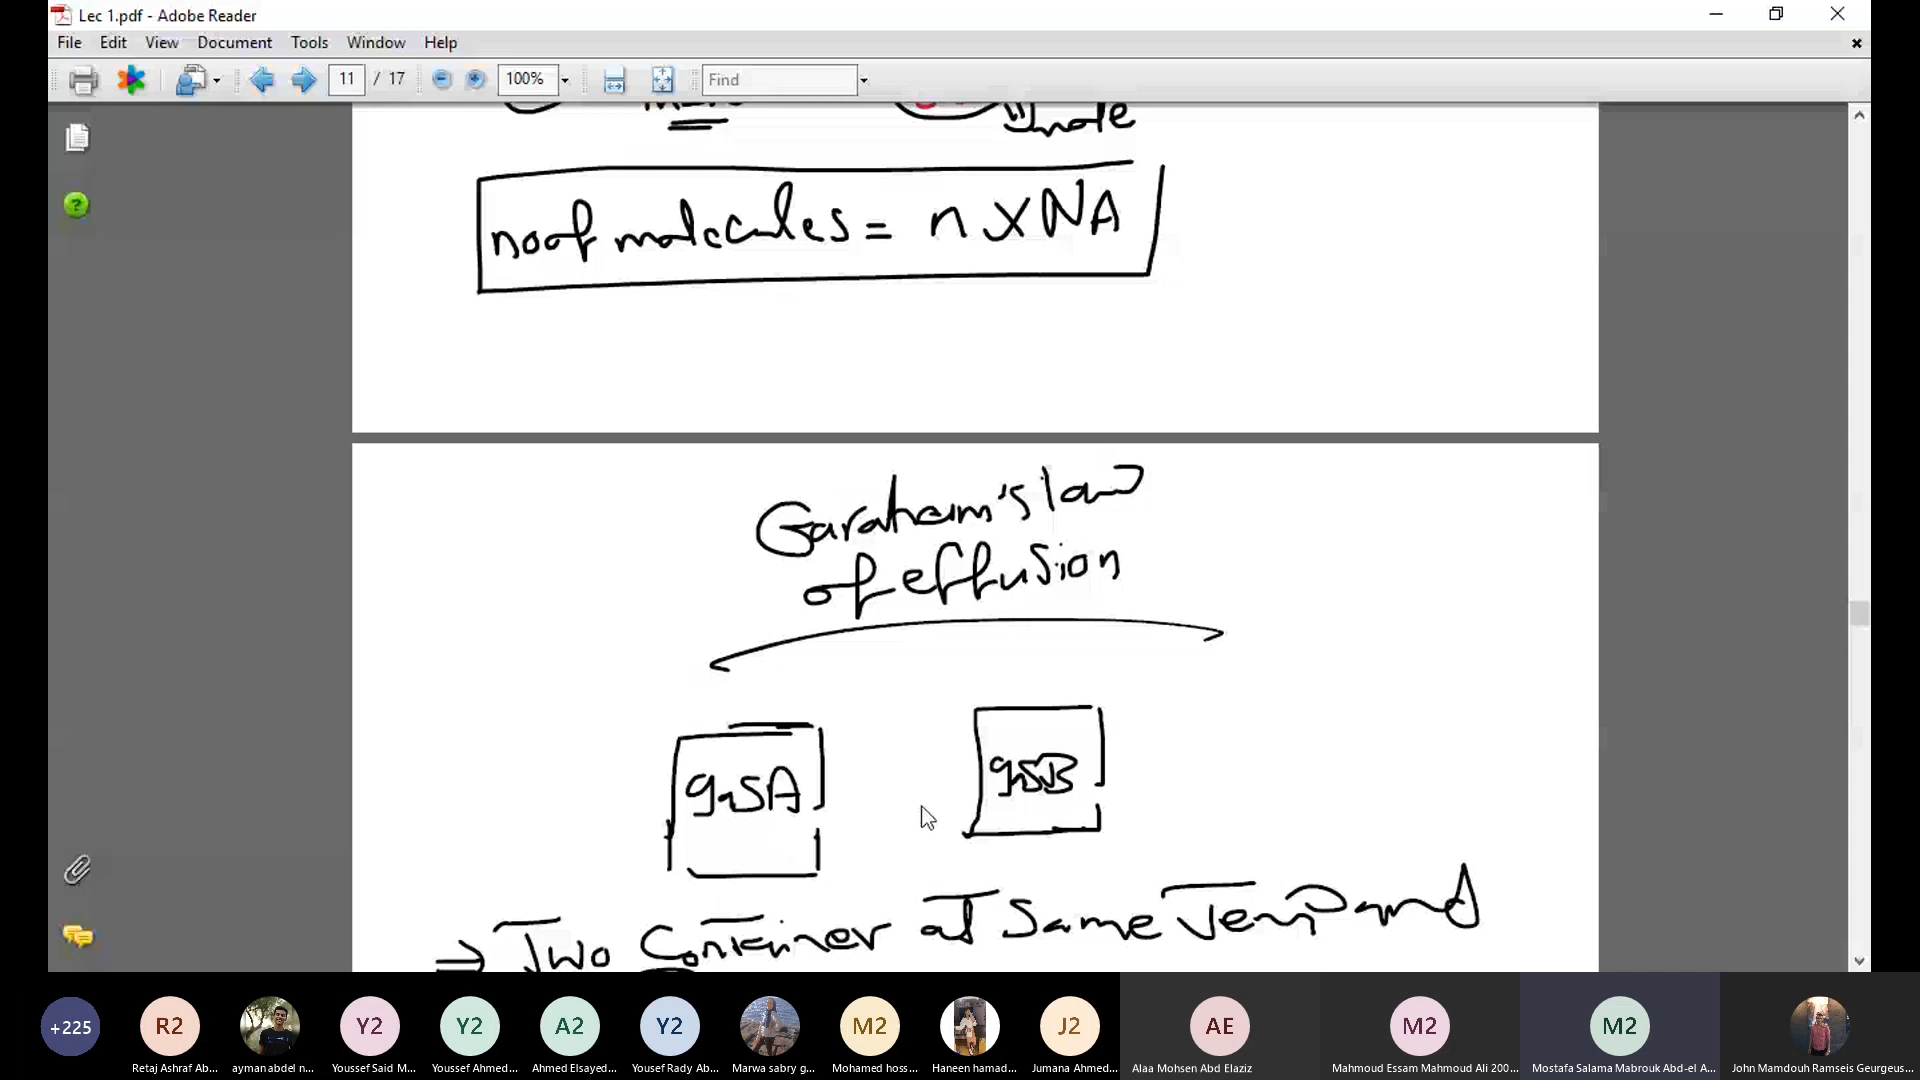 Lec 1.pdf - Adobe Reader
File Edit View Document Tools Window Help
11 / 17 100% Find
mole
no of molecules = n X NA
Garaham's law
of effusion
gas A gas B
⇒ Two Container at Same Temp and
+225 R2 Y2 Y2 A2 Y2 M2 J2 AE M2 M2
Retaj Ashraf Ab... ayman abdel n... Youssef Said M... Youssef Ahmed... Ahmed Elsayed... Yousef Rady Ab... Marwa sabry g... Mohamed hoss... Haneen hamad... Jumana Ahmed... Alaa Mohsen Abd Elaziz Mahmoud Essam Mahmoud Ali 200... Mostafa Salama Mabrouk Abd-el A... John Mamdouh Ramseis Geurgeus...